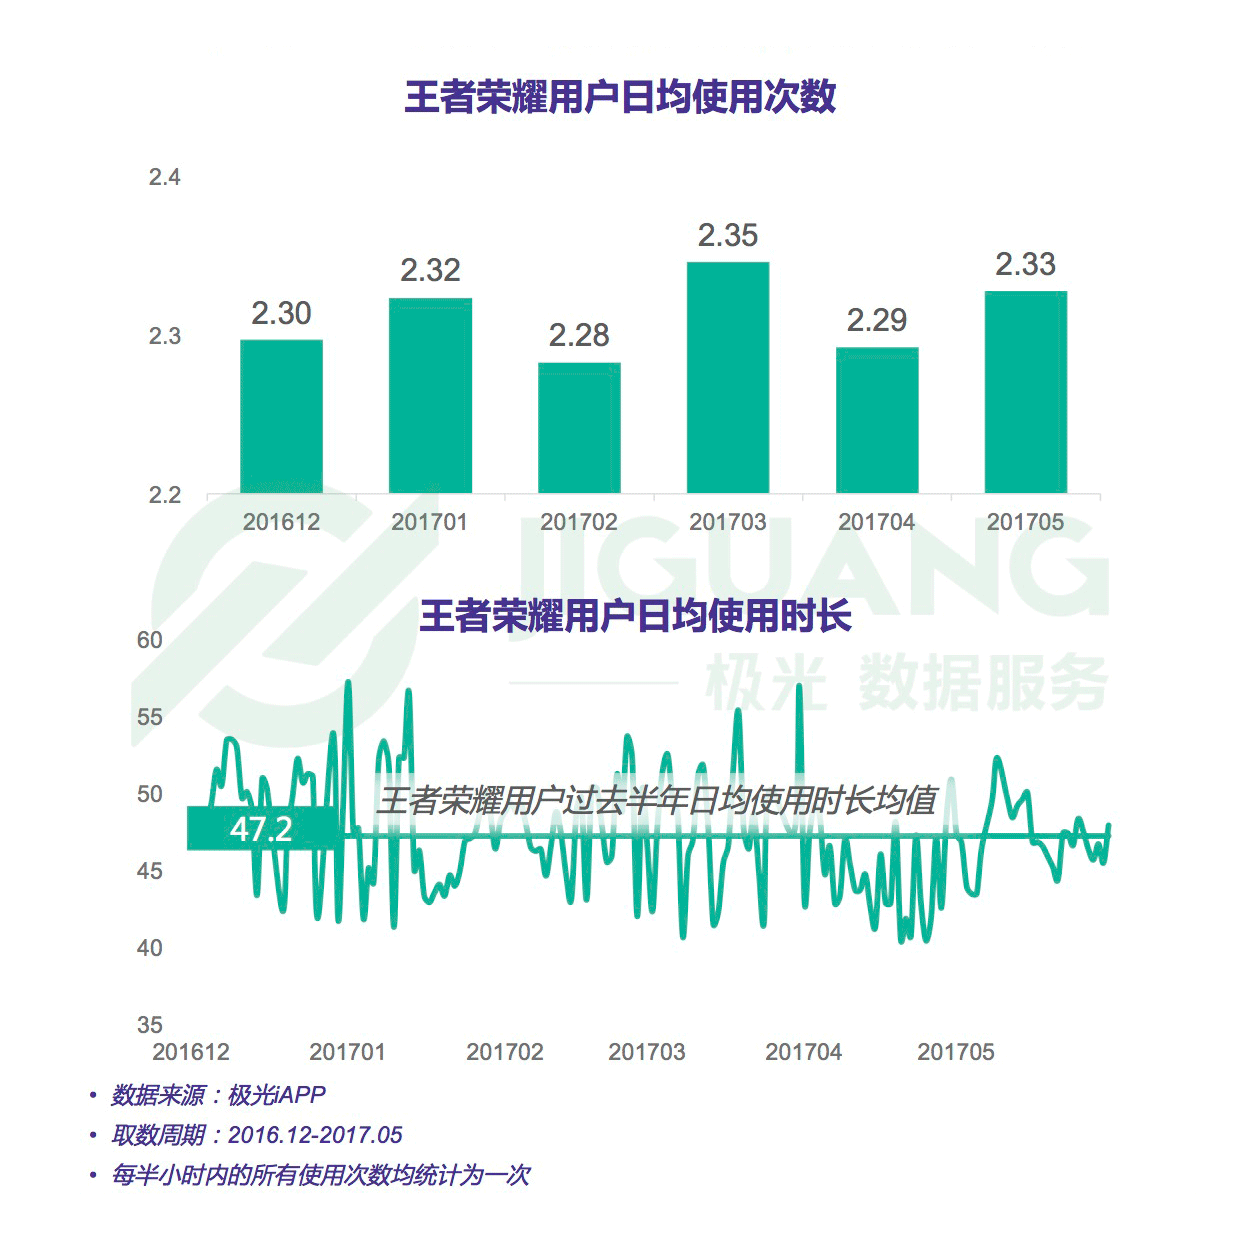 王者荣耀用户日均使用次数
2.4
2.35
2.33
2.32
2.30
2.29
2.28
2.3
2.2
201612 201701 201702 201703 201704 201705
JIGUANG
极光 数据服务
王者荣耀用户日均使用时长
60
55
50
王者荣耀用户过去半年日均使用时长均值
47.2
45
40
35
201612 201701 201702 201703 201704 201705
• 数据来源：极光iAPP
• 取数周期：2016.12-2017.05
• 每半小时内的所有使用次数均统计为一次